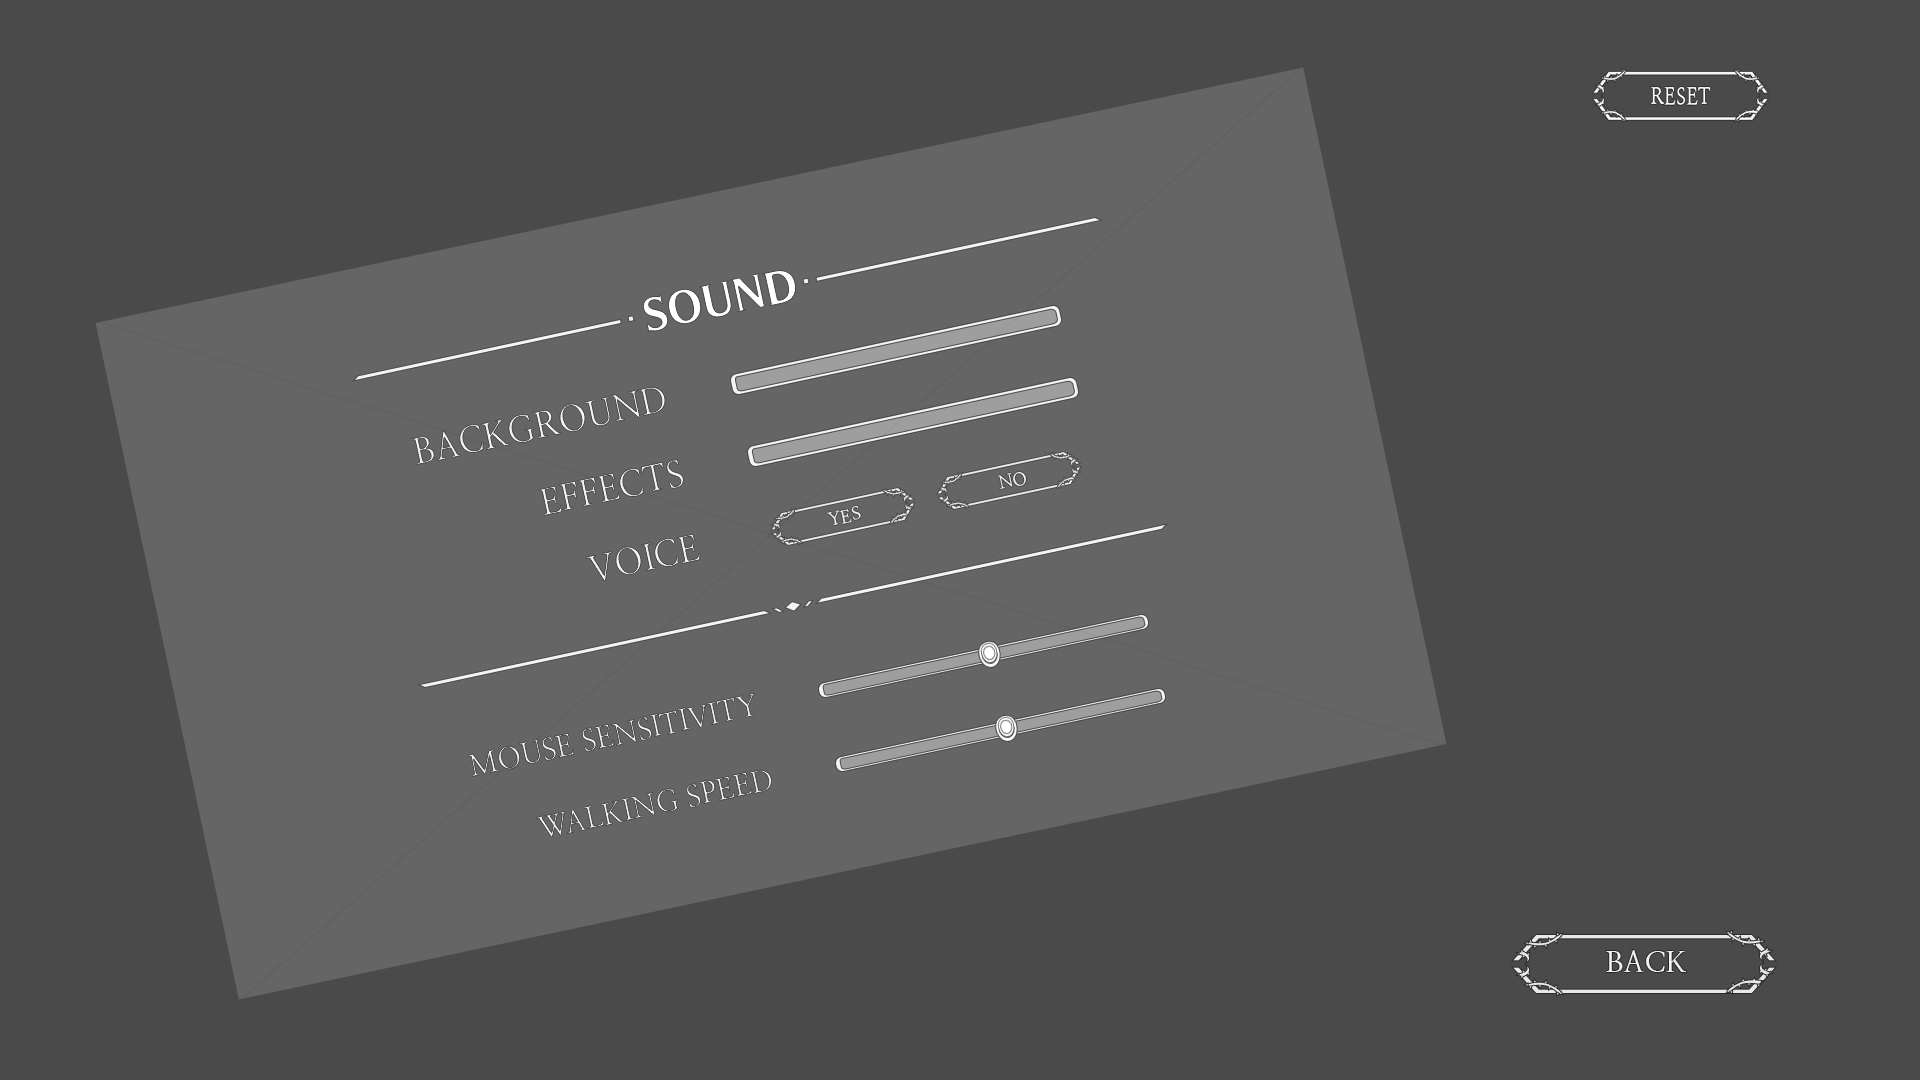 RESET
SOUND
BACKGROUND
EFFECTS
VOICE YES NO
MOUSE SENSITIVITY
WALKING SPEED
BACK